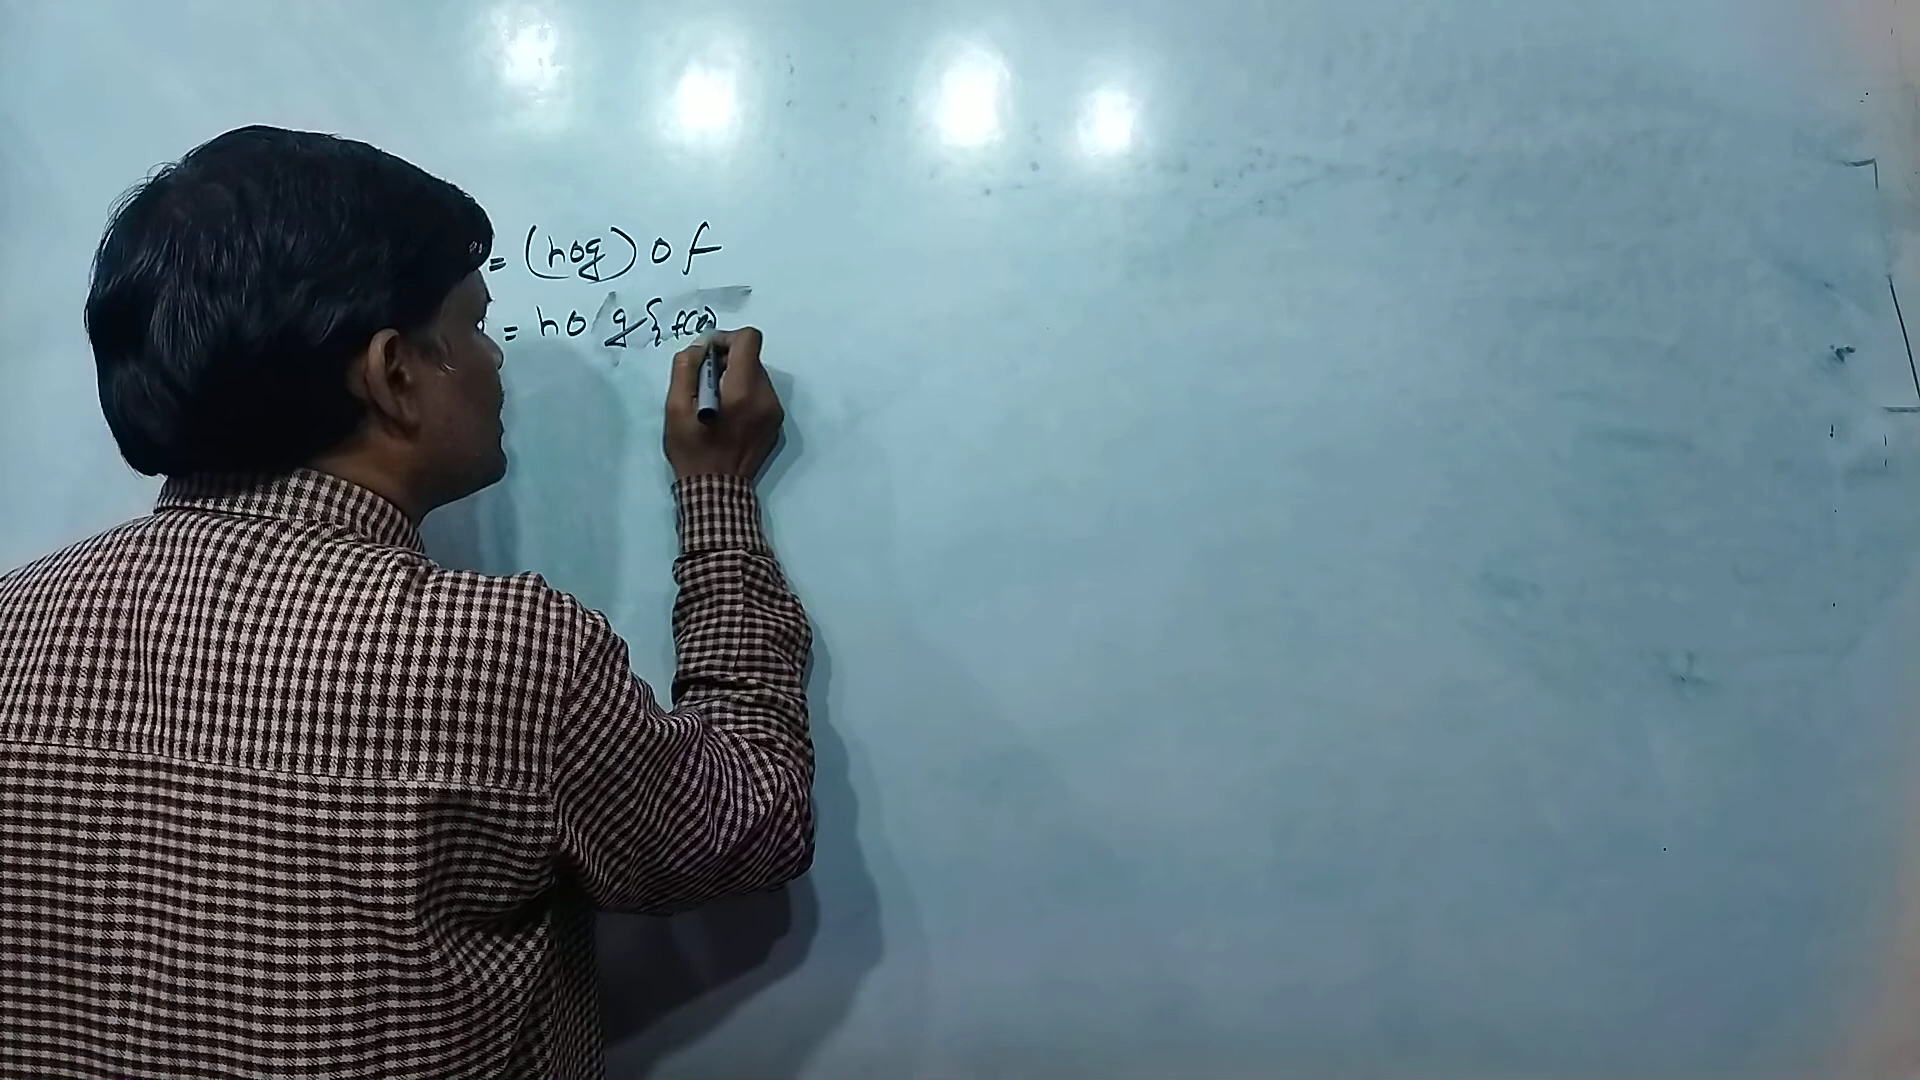 = (hog) o f
= ho g{f(x)